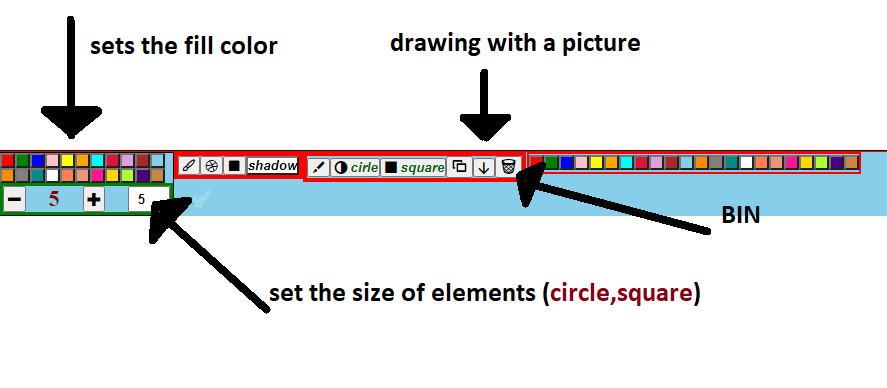 sets the fill color
drawing with a picture
shadow
cirle
square
5
5
BIN
set the size of elements (circle,square)